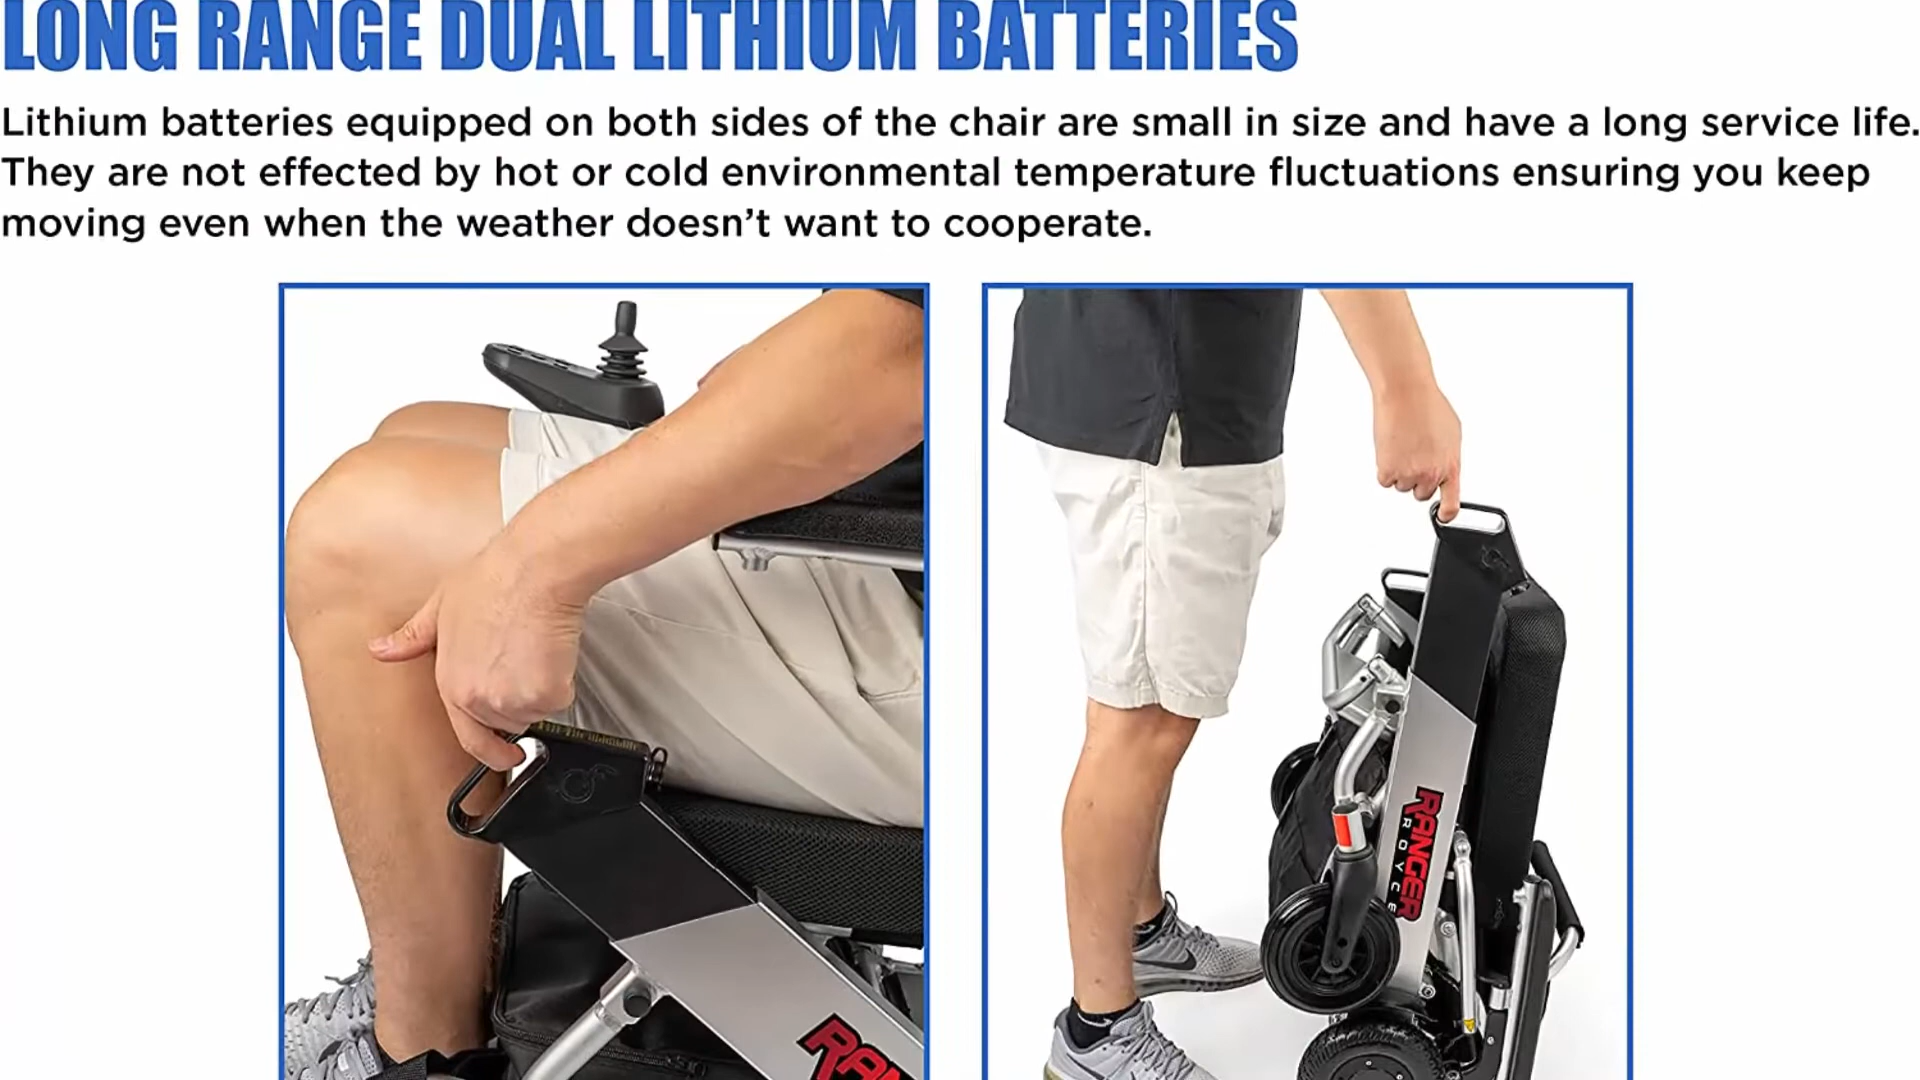 LONG RANGE DUAL LITHIUM BATTERIES
Lithium batteries equipped on both sides of the chair are small in size and have a long service life.
They are not effected by hot or cold environmental temperature fluctuations ensuring you keep
moving even when the weather doesn't want to cooperate.
RANGER
ROYCE